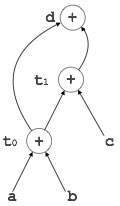 d +
t₁ +
t₀ + c
a b